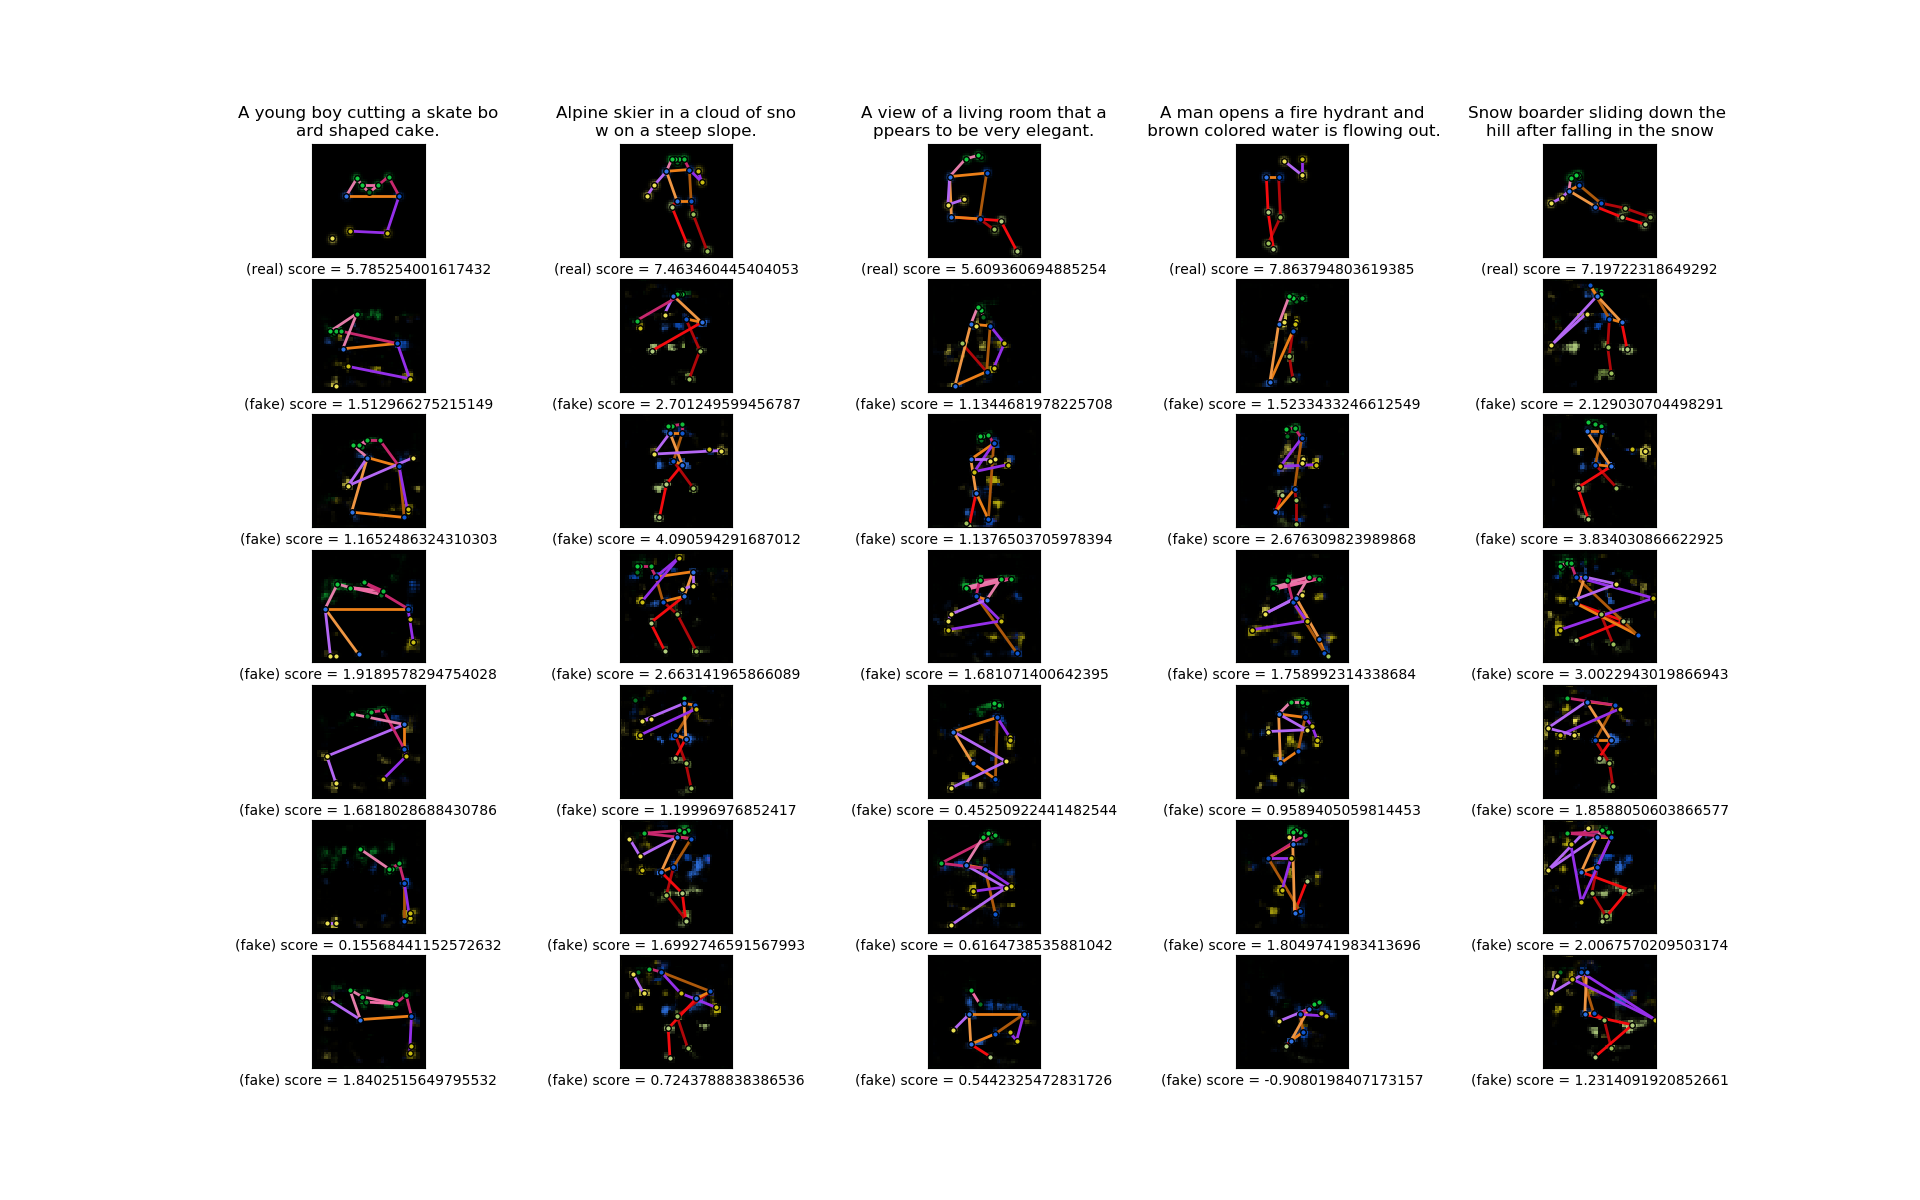 A young boy cutting a skate bo
ard shaped cake.
Alpine skier in a cloud of sno
w on a steep slope.
A view of a living room that a
ppears to be very elegant.
A man opens a fire hydrant and
brown colored water is flowing out.
Snow boarder sliding down the
hill after falling in the snow
(real) score = 5.785254001617432
(real) score = 7.463460445404053
(real) score = 5.609360694885254
(real) score = 7.863794803619385
(real) score = 7.19722318649292
(fake) score = 1.512966275215149
(fake) score = 2.701249599456787
(fake) score = 1.1344681978225708
(fake) score = 1.5233433246612549
(fake) score = 2.129030704498291
(fake) score = 1.1652486324310303
(fake) score = 4.090594291687012
(fake) score = 1.1376503705978394
(fake) score = 2.676309823989868
(fake) score = 3.834030866622925
(fake) score = 1.9189578294754028
(fake) score = 2.663141965866089
(fake) score = 1.681071400642395
(fake) score = 1.758992314338684
(fake) score = 3.0022943019866943
(fake) score = 1.6818028688430786
(fake) score = 1.19996976852417
(fake) score = 0.45250922441482544
(fake) score = 0.9589405059814453
(fake) score = 1.8588050603866577
(fake) score = 0.15568441152572632
(fake) score = 1.6992746591567993
(fake) score = 0.6164738535881042
(fake) score = 1.8049741983413696
(fake) score = 2.0067570209503174
(fake) score = 1.8402515649795532
(fake) score = 0.7243788838386536
(fake) score = 0.5442325472831726
(fake) score = -0.9080198407173157
(fake) score = 1.2314091920852661